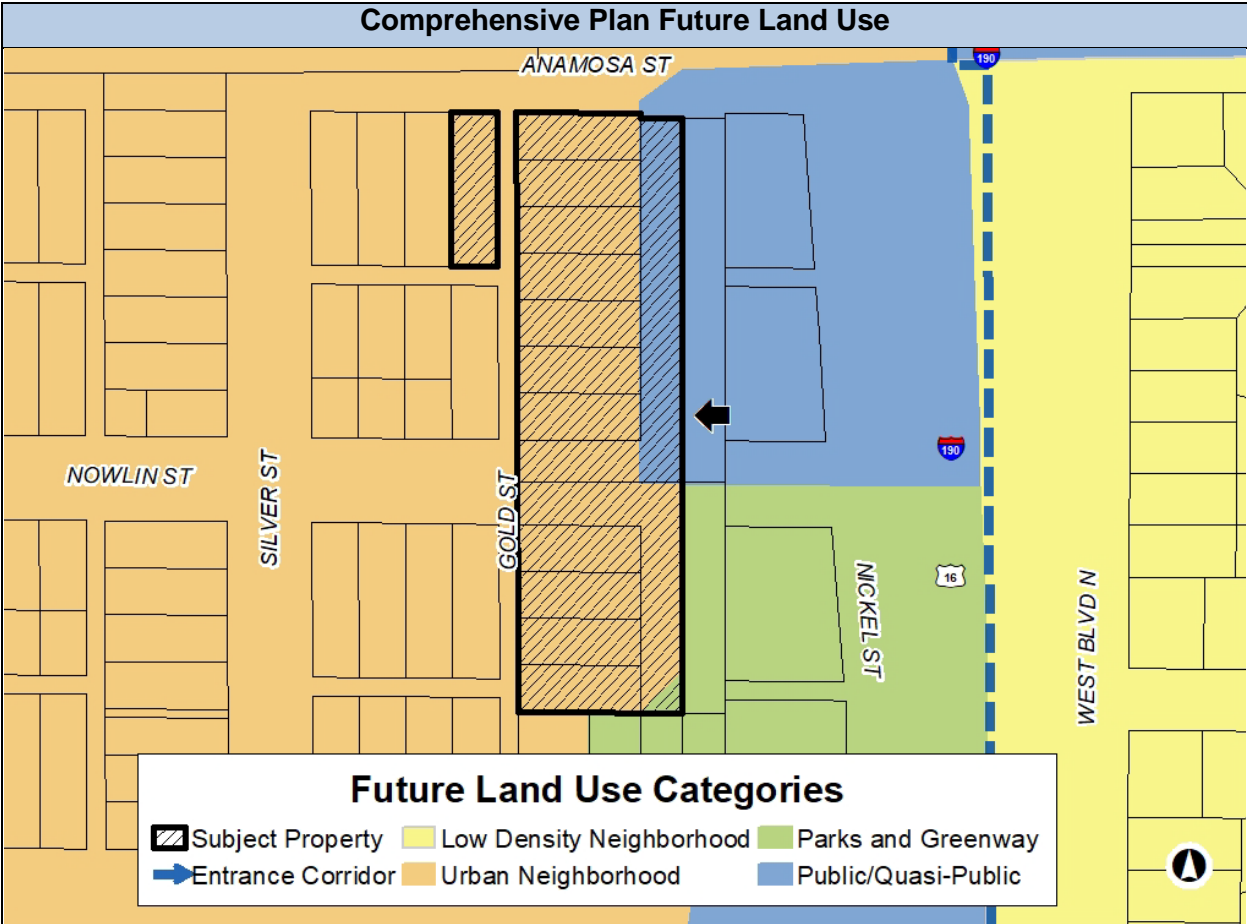 Comprehensive Plan Future Land Use
ANAMOSA ST
190
NOWLIN ST
SILVER ST
GOLD ST
190
16
NICKEL ST
WEST BLVD N
Future Land Use Categories
Subject Property Low Density Neighborhood Parks and Greenway
Entrance Corridor Urban Neighborhood Public/Quasi-Public